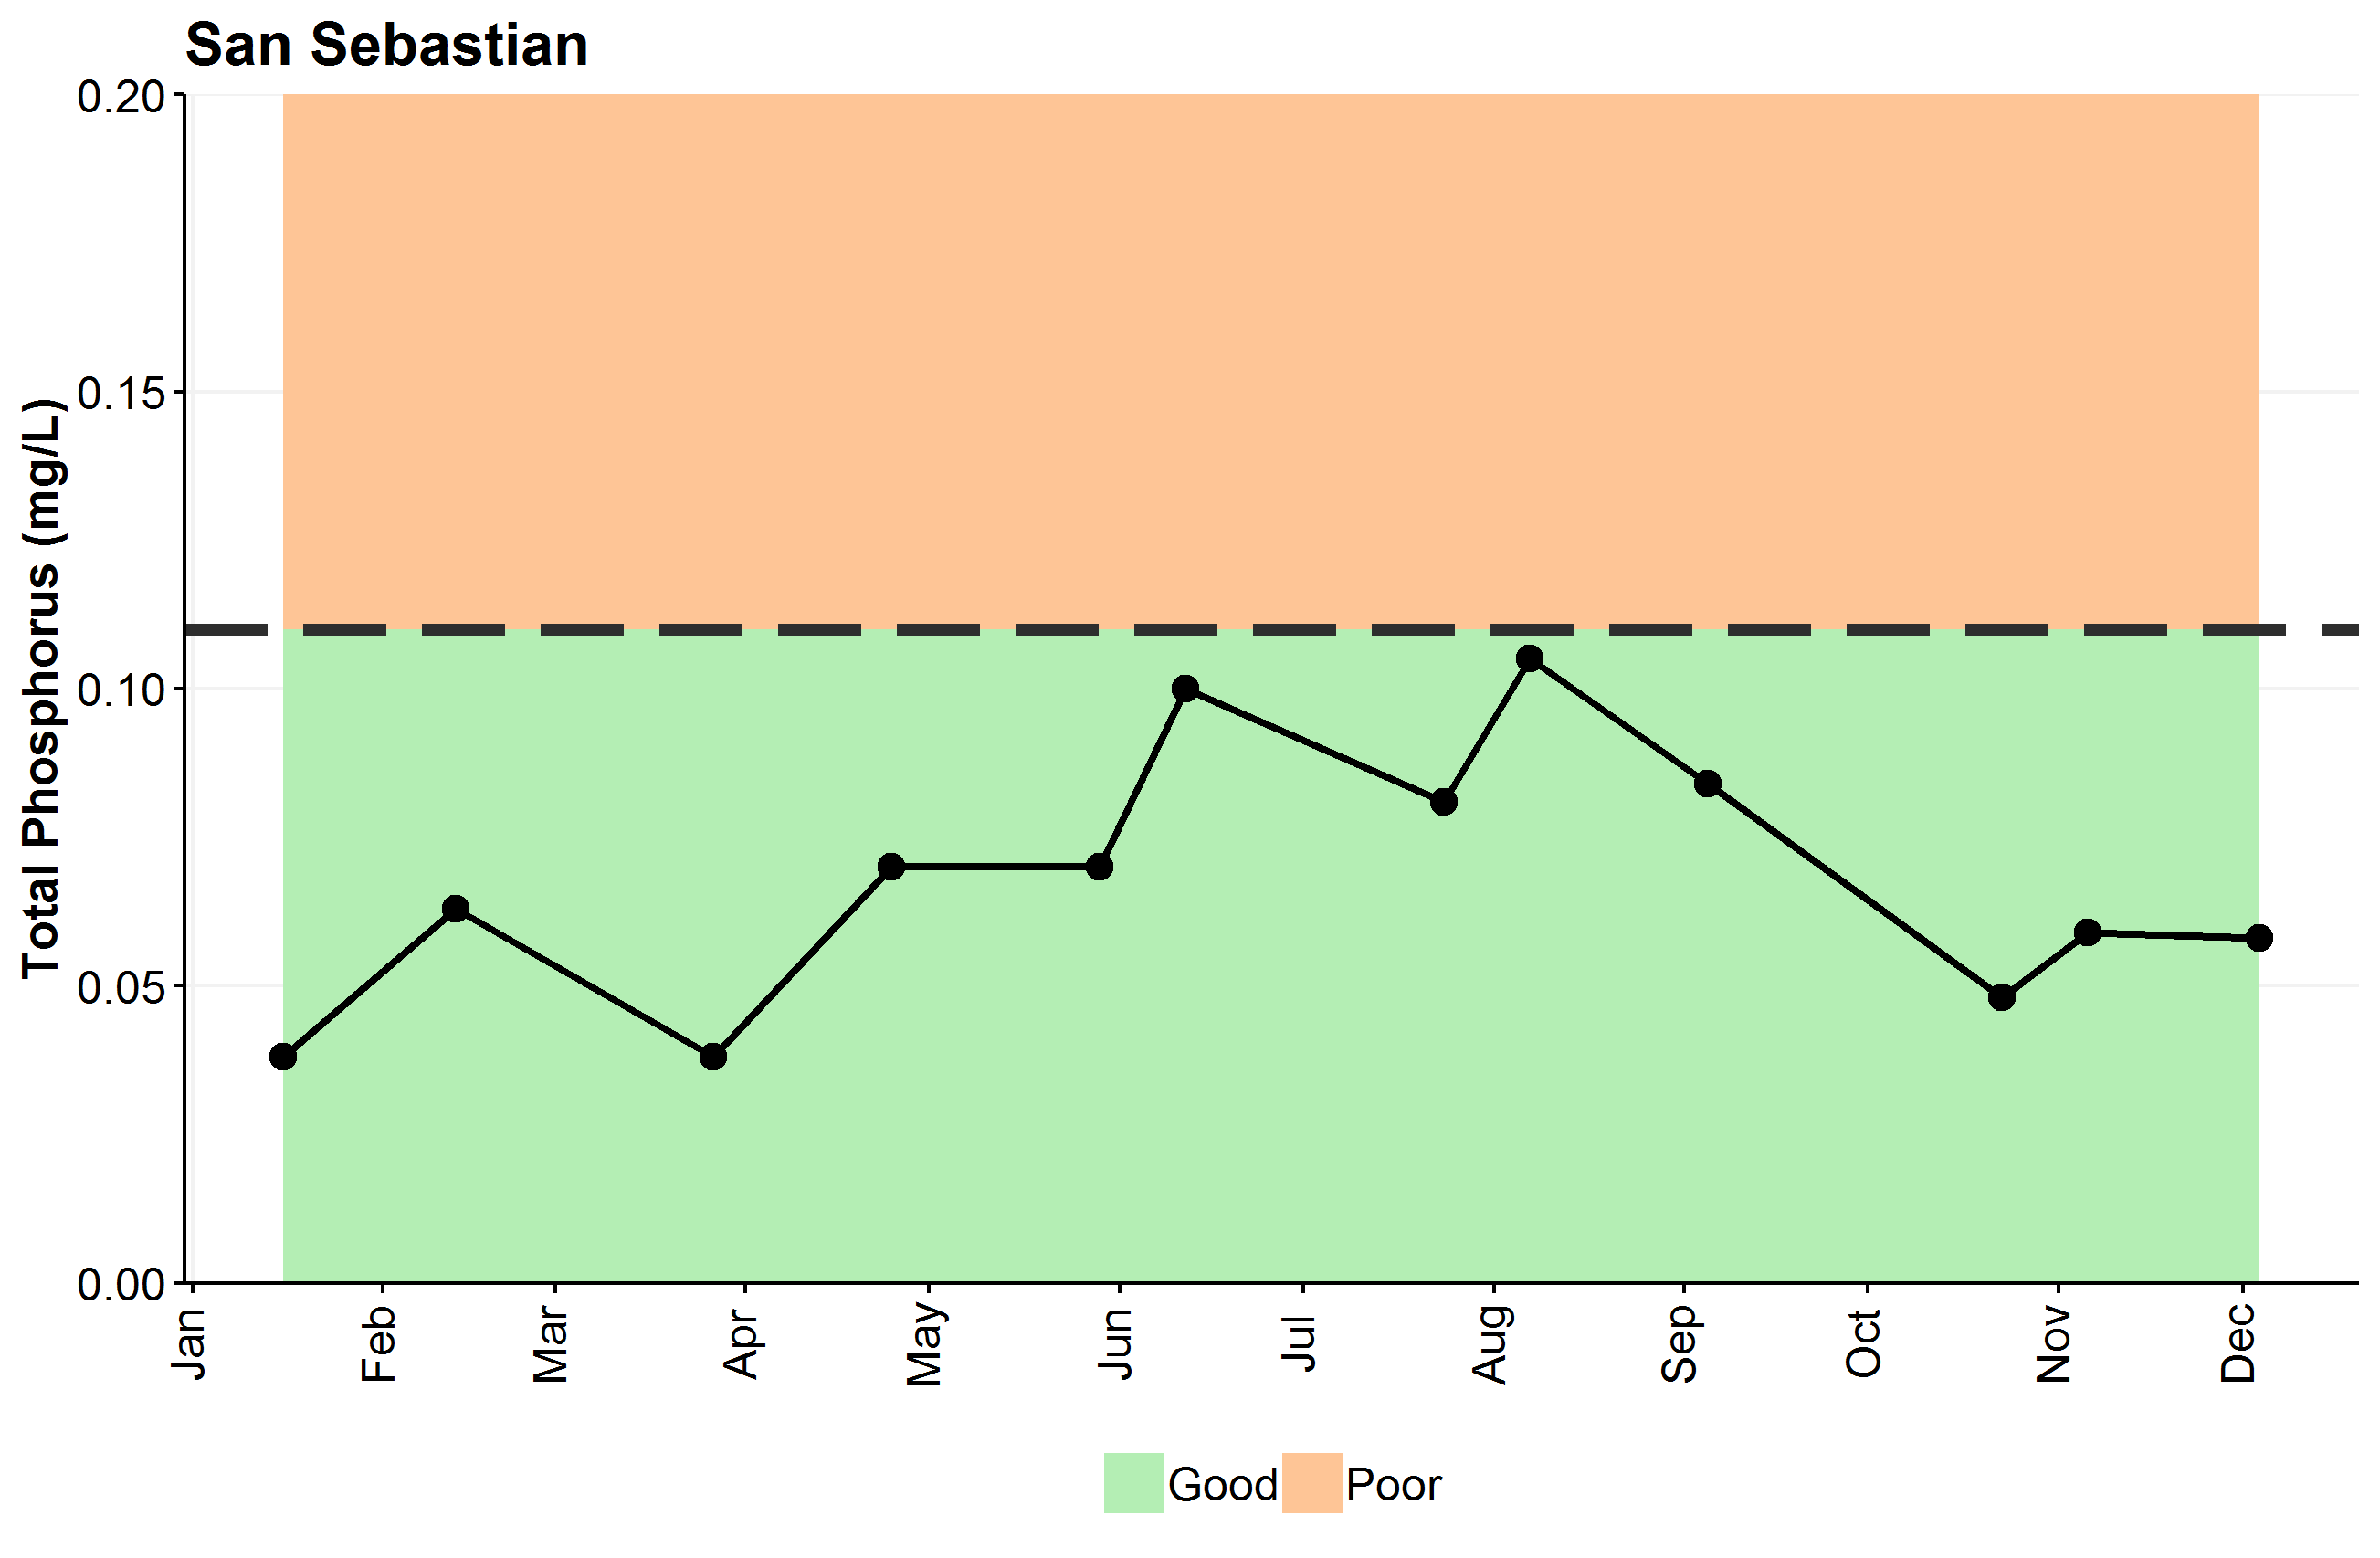 San Sebastian
Total Phosphorus (mg/L)
0.20
0.15
0.10
0.05
0.00
Jan
Feb
Mar
Apr
May
Jun
Jul
Aug
Sep
Oct
Nov
Dec
Good
Poor